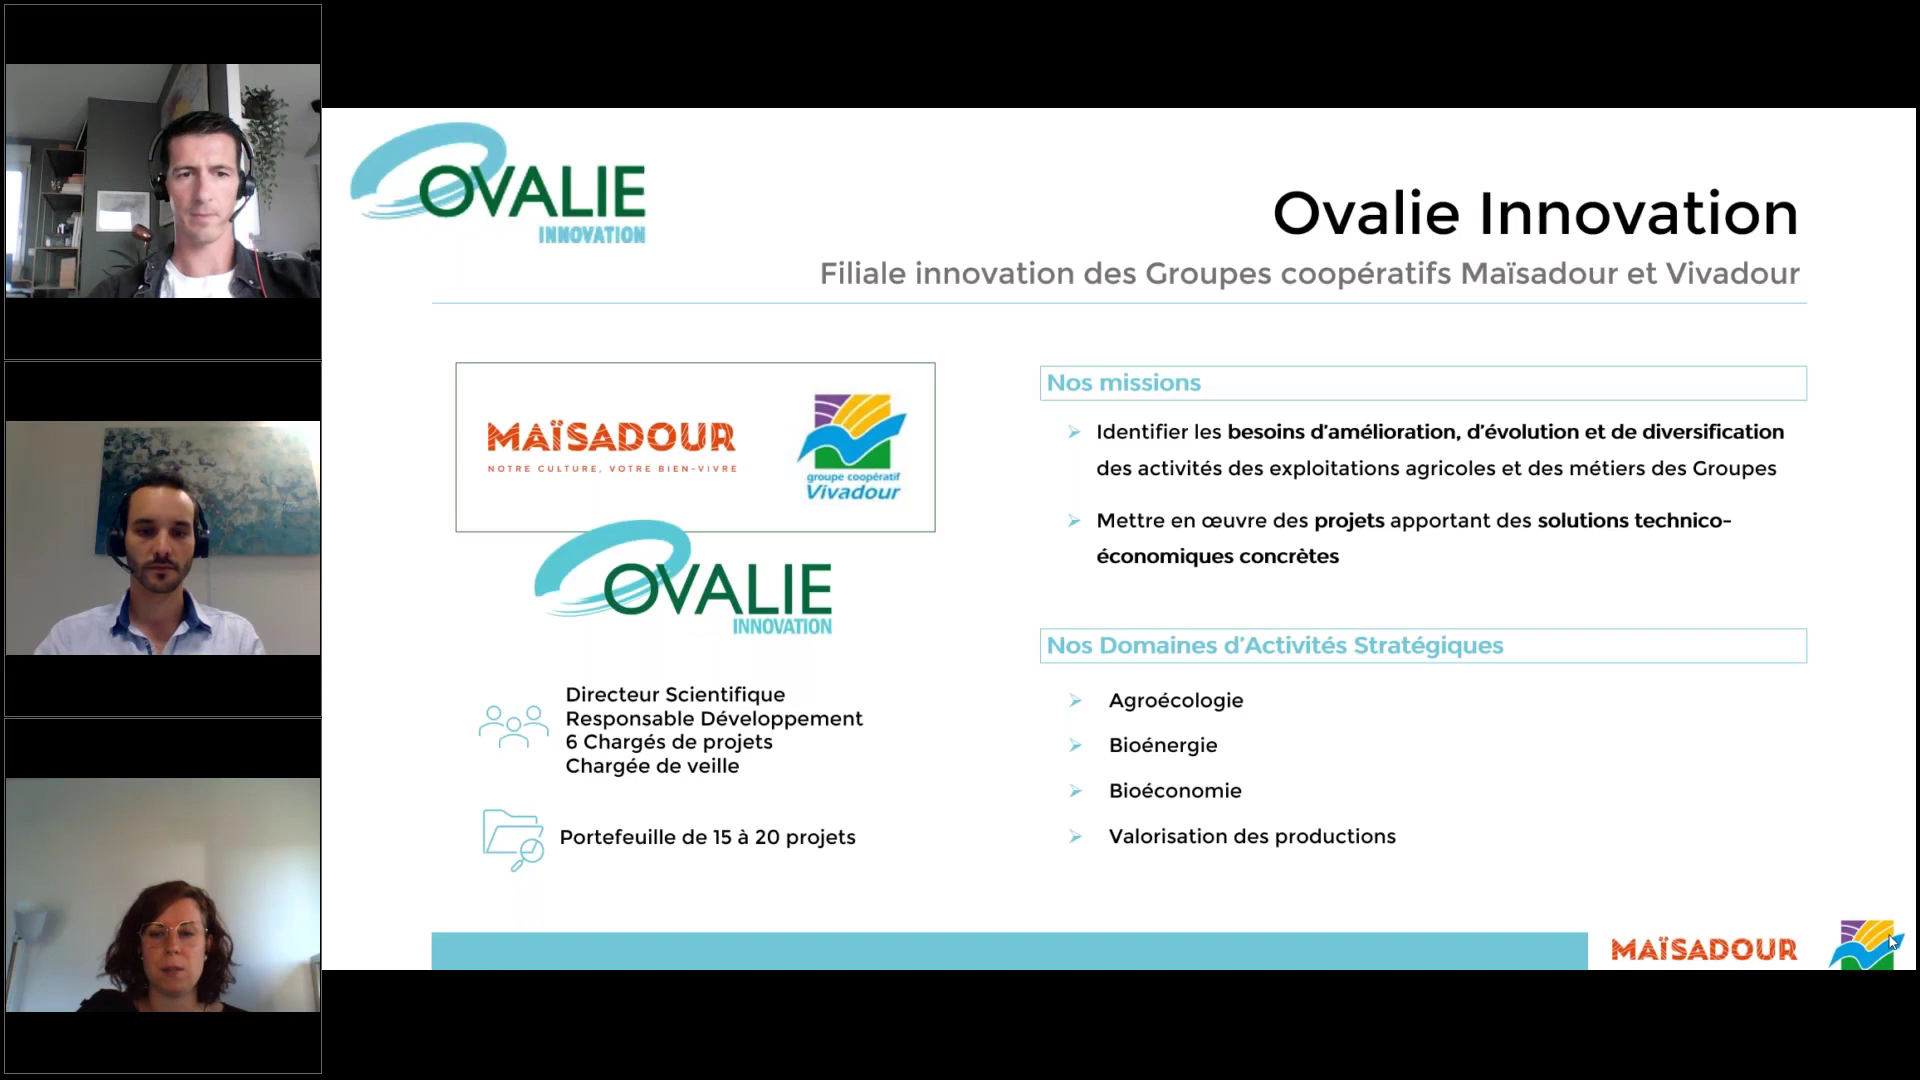 OVALIE
INNOVATION
Ovalie Innovation
Filiale innovation des Groupes coopératifs Maïsadour et Vivadour
MAÏSADOUR
NOTRE CULTURE, VOTRE BIEN-VIVRE
groupe coopératif
Vivadour
OVALIE
INNOVATION
Directeur Scientifique
Responsable Développement
6 Chargés de projets
Chargée de veille
Portefeuille de 15 à 20 projets
Nos missions
Identifier les besoins d'amélioration, d'évolution et de diversification
des activités des exploitations agricoles et des métiers des Groupes
Mettre en œuvre des projets apportant des solutions technico-
économiques concrètes
Nos Domaines d'Activités Stratégiques
Agroécologie
Bioénergie
Bioéconomie
Valorisation des productions
MAÏSADOUR